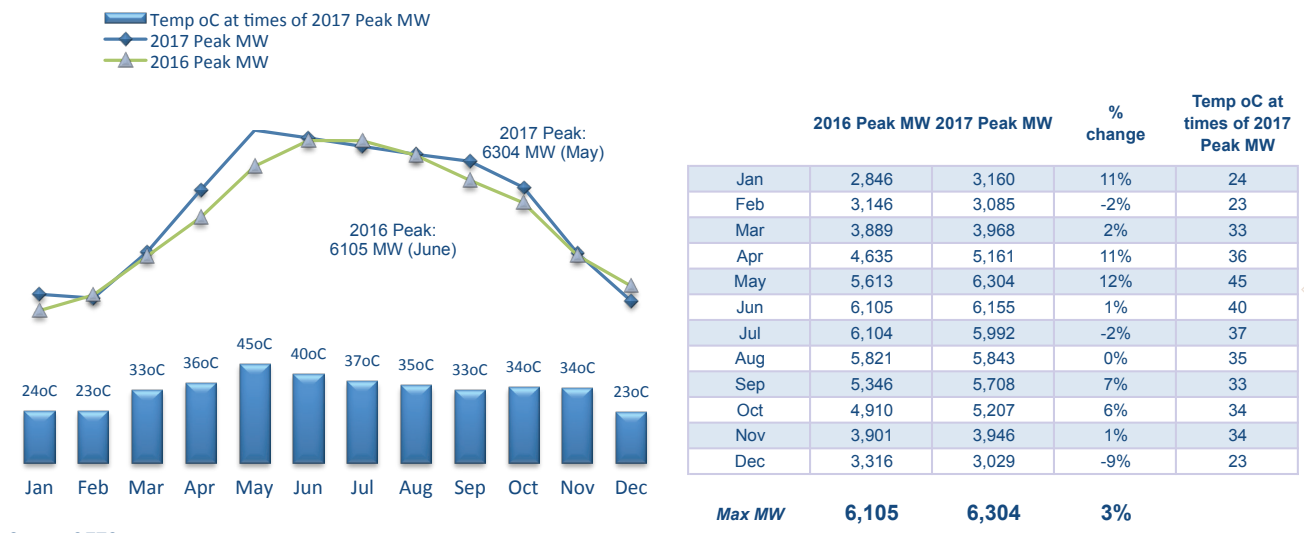 Temp oC at times of 2017 Peak MW
2017 Peak MW
2016 Peak MW
2017 Peak:
6304 MW (May)
2016 Peak:
6105 MW (June)
24oC 23oC 33oC 36oC 45oC 40oC 37oC 35oC 33oC 34oC 34oC 23oC
Jan Feb Mar Apr May Jun Jul Aug Sep Oct Nov Dec
2016 Peak MW 2017 Peak MW % change Temp oC at times of 2017 Peak MW
Jan 2,846 3,160 11% 24
Feb 3,146 3,085 -2% 23
Mar 3,889 3,968 2% 33
Apr 4,635 5,161 11% 36
May 5,613 6,304 12% 45
Jun 6,105 6,155 1% 40
Jul 6,104 5,992 -2% 37
Aug 5,821 5,843 0% 35
Sep 5,346 5,708 7% 33
Oct 4,910 5,207 6% 34
Nov 3,901 3,946 1% 34
Dec 3,316 3,029 -9% 23
Max MW 6,105 6,304 3%